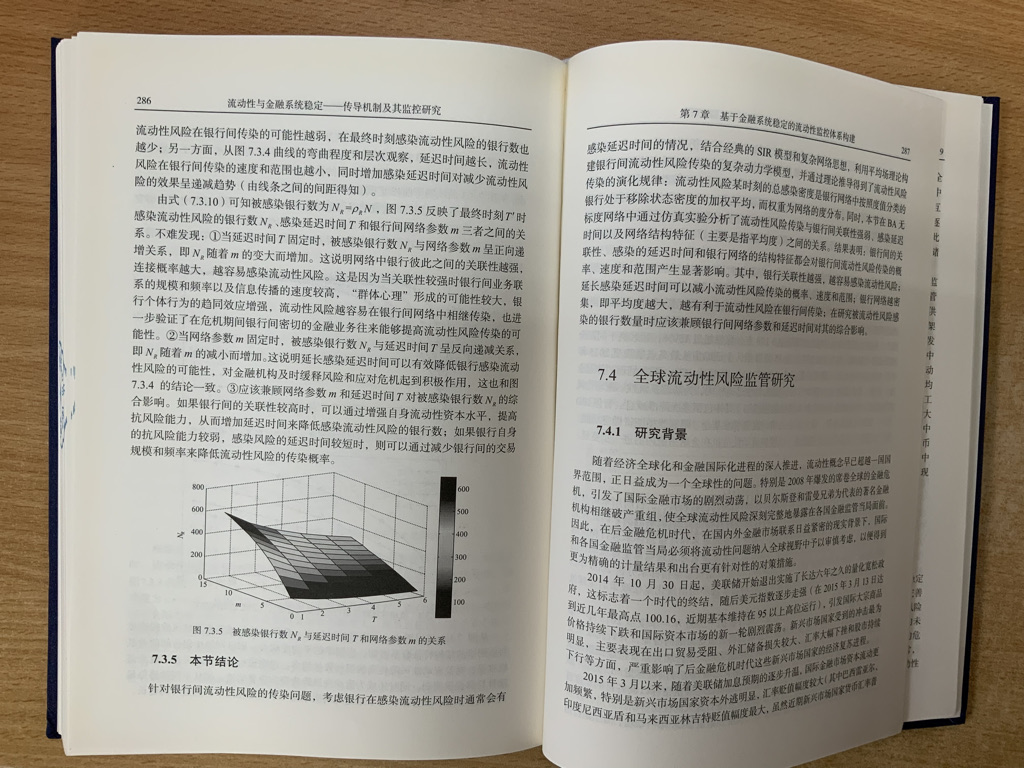 286
流动性与金融系统稳定——传导机制及其监控研究
流动性风险在银行间传染的可能性越弱，在最终时刻感染流动性风险的银行数也
越少；另一方面，从图 7.3.4 曲线的弯曲程度和层次观察，延迟时间越长，流动性
风险在银行间传染的速度和范围也越小，同时增加感染延迟时间对减少流动性风
险的效果呈递减趋势（由线条之间的间距得知）。
由式（7.3.10）可知被感染银行数为 N_R=ρ_R N，图 7.3.5 反映了最终时刻 T′ 时
感染流动性风险的银行数 N_R、感染延迟时间 T 和银行间网络参数 m 三者之间的关
系。不难发现：①当延迟时间 T 固定时，被感染银行数 N_R 与网络参数 m 呈正向递
增关系，即 N_R 随着 m 的变大而增加。这说明网络中银行彼此之间的关联性越强，
连接概率越大，越容易感染流动性风险。这是因为当关联性较强时银行间业务联
系的规模和频率以及信息传播的速度较高，“群体心理”形成的可能性较大，银
行个体行为的趋同效应增强，流动性风险越容易在银行间网络中相继传染，也进
一步验证了在危机期间银行间密切的金融业务往来能够提高流动性风险传染的可
能性。②当网络参数 m 固定时，被感染银行数 N_R 与延迟时间 T 呈反向递减关系，
即 N_R 随着 m 的减小而增加。这说明延长感染延迟时间可以有效降低银行感染流动
性风险的可能性，对金融机构及时缓释风险和应对危机起到积极作用，这也和图
7.3.4 的结论一致。③应该兼顾网络参数 m 和延迟时间 T 对被感染银行数 N_R 的综
合影响。如果银行间的关联性较高时，可以通过增强自身流动性资本水平，提高
抗风险能力，从而增加延迟时间来降低感染流动性风险的银行数；如果银行自身
的抗风险能力较弱，感染风险的延迟时间较短时，则可以通过减少银行间的交易
规模和频率来降低流动性风险的传染概率。
800
600
400
200
0
N_R
15
10
5
0
m
0 1 2 3 4 5 6
T
600
500
400
300
200
100
图 7.3.5 被感染银行数 N_R 与延迟时间 T 和网络参数 m 的关系
7.3.5 本节结论
针对银行间流动性风险的传染问题，考虑银行在感染流动性风险时通常会有
第 7 章 基于金融系统稳定的流动性监控体系构建
287
感染延迟时间的情况，结合经典的 SIR 模型和复杂网络思想，利用平均场理论构
建银行间流动性风险传染的复杂动力学模型，并通过理论推导得到了流动性风险
传染的演化规律：流动性风险某时刻的总感染密度是银行网络中按照度值分类的
银行处于移除状态密度的加权平均，而权重为网络的度分布，同时，本节在 BA 无
标度网络中通过仿真实验分析了流动性风险传染与银行间关联性强弱、感染延迟
时间以及网络结构特征（主要是指平均度）之间的关系。结果表明：银行间的关
联性、感染的延迟时间和银行网络的结构特征都会对银行间流动性风险传染的概
率、速度和范围产生显著影响。其中，银行关联性越强，越容易感染流动性风险；
延长感染延迟时间可以减小流动性风险传染的概率、速度和范围；银行网络越密
集，即平均度越大，越有利于流动性风险在银行间传染；在研究被流动性风险感
染的银行数量时应该兼顾银行间网络参数和延迟时间对其的综合影响。
7.4 全球流动性风险监管研究
7.4.1 研究背景
随着经济全球化和金融国际化进程的深入推进，流动性概念早已超越一国国
界范围，正日益成为一个全球性的问题。特别是 2008 年爆发的席卷全球的金融危
机，引发了国际金融市场的剧烈动荡，以贝尔斯登和雷曼兄弟为代表的著名金融
机构相继破产重组，使全球流动性风险深刻完整地暴露在各国金融监管当局面前。
因此，在后金融危机时代，在国内外金融市场联系日益紧密的现实背景下，国际
和各国金融监管当局必须将流动性问题纳入全球视野中予以审慎考虑，以便得到
更为精确的计量结果和出台更有针对性的对策措施。
2014 年 10 月 30 日起，美联储开始退出实施了长达六年之久的量化宽松政
府，这标志着一个时代的终结，随后美元指数逐步走强（在 2015 年 3 月 13 日达
到近几年最高点 100.16，近期基本维持在 95 以上高位运行），引发国际大宗商品
价格持续下跌和国际资本市场的新一轮剧烈震荡。新兴市场国家受到的冲击最为
明显，主要表现在出口贸易受阻、外汇储备损失较大、汇率大幅下挫和股市持续
下行等方面，严重影响了后金融危机时代这些新兴市场国家的经济复苏进程。
2015 年 3 月以来，随着美联储加息预期的逐步升温，国际金融市场资本流动更
加频繁，特别是新兴市场国家资本外逃明显，汇率贬值幅度较大（其中巴西雷亚尔，
印度尼西亚盾和马来西亚林吉特贬值幅度最大，虽然近期新兴市场国家货币汇率普